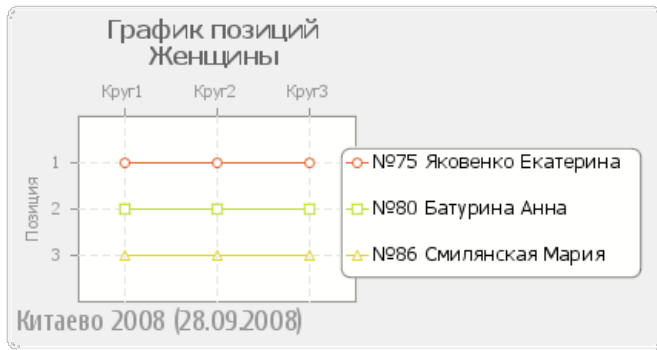 График позиций
Женщины
Круг1 Круг2 Круг3
Позиция
1
2
3
№75 Яковенко Екатерина
№80 Батурина Анна
№86 Смилянская Мария
Китаево 2008 (28.09.2008)